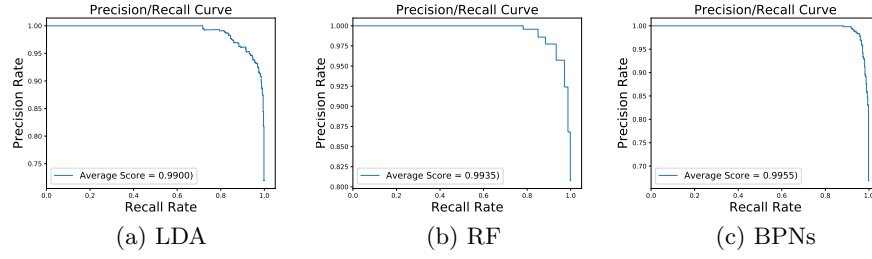 Precision/Recall Curve
Precision Rate
1.00
0.95
0.90
0.85
0.80
0.75
0.0 0.2 0.4 0.6 0.8 1.0
Average Score = 0.9900)
Recall Rate
(a) LDA
Precision/Recall Curve
Precision Rate
1.000
0.975
0.950
0.925
0.900
0.875
0.850
0.825
0.800
0.0 0.2 0.4 0.6 0.8 1.0
Average Score = 0.9935)
Recall Rate
(b) RF
Precision/Recall Curve
Precision Rate
1.00
0.95
0.90
0.85
0.80
0.75
0.70
0.0 0.2 0.4 0.6 0.8 1.0
Average Score = 0.9955)
Recall Rate
(c) BPNs